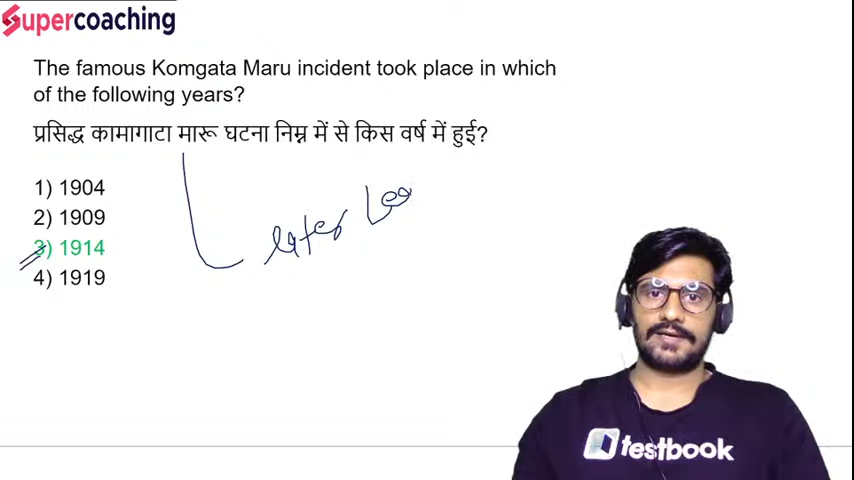 Supercoaching
The famous Komgata Maru incident took place in which
of the following years?
प्रसिद्ध कामागाटा मारू घटना निम्न में से किस वर्ष में हुई?
1) 1904
2) 1909
3) 1914
4) 1919
later
testbook